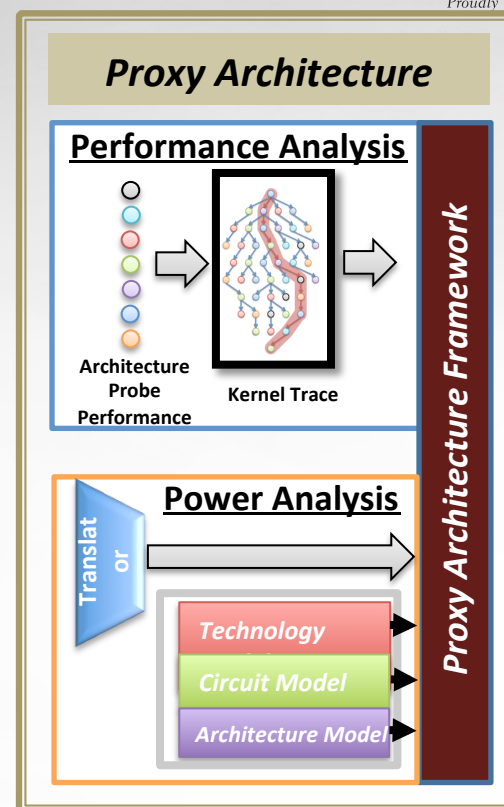 Proudly
Proxy Architecture
Performance Analysis
Architecture
Probe
Performance
Kernel Trace
Proxy Architecture Framework
Power Analysis
Translat
or
Technology
Circuit Model
Architecture Model